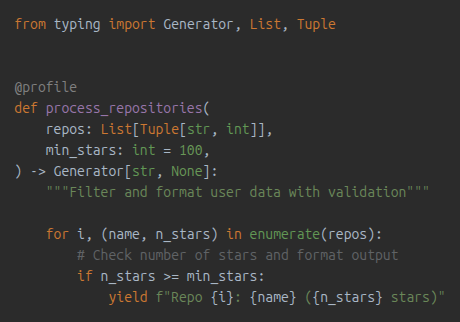 from typing import Generator, List, Tuple
@profile
def process_repositories(
    repos: List[Tuple[str, int]],
    min_stars: int = 100,
) -> Generator[str, None]:
    """Filter and format user data with validation"""
    for i, (name, n_stars) in enumerate(repos):
        # Check number of stars and format output
        if n_stars >= min_stars:
            yield f"Repo {i}: {name} ({n_stars} stars)"